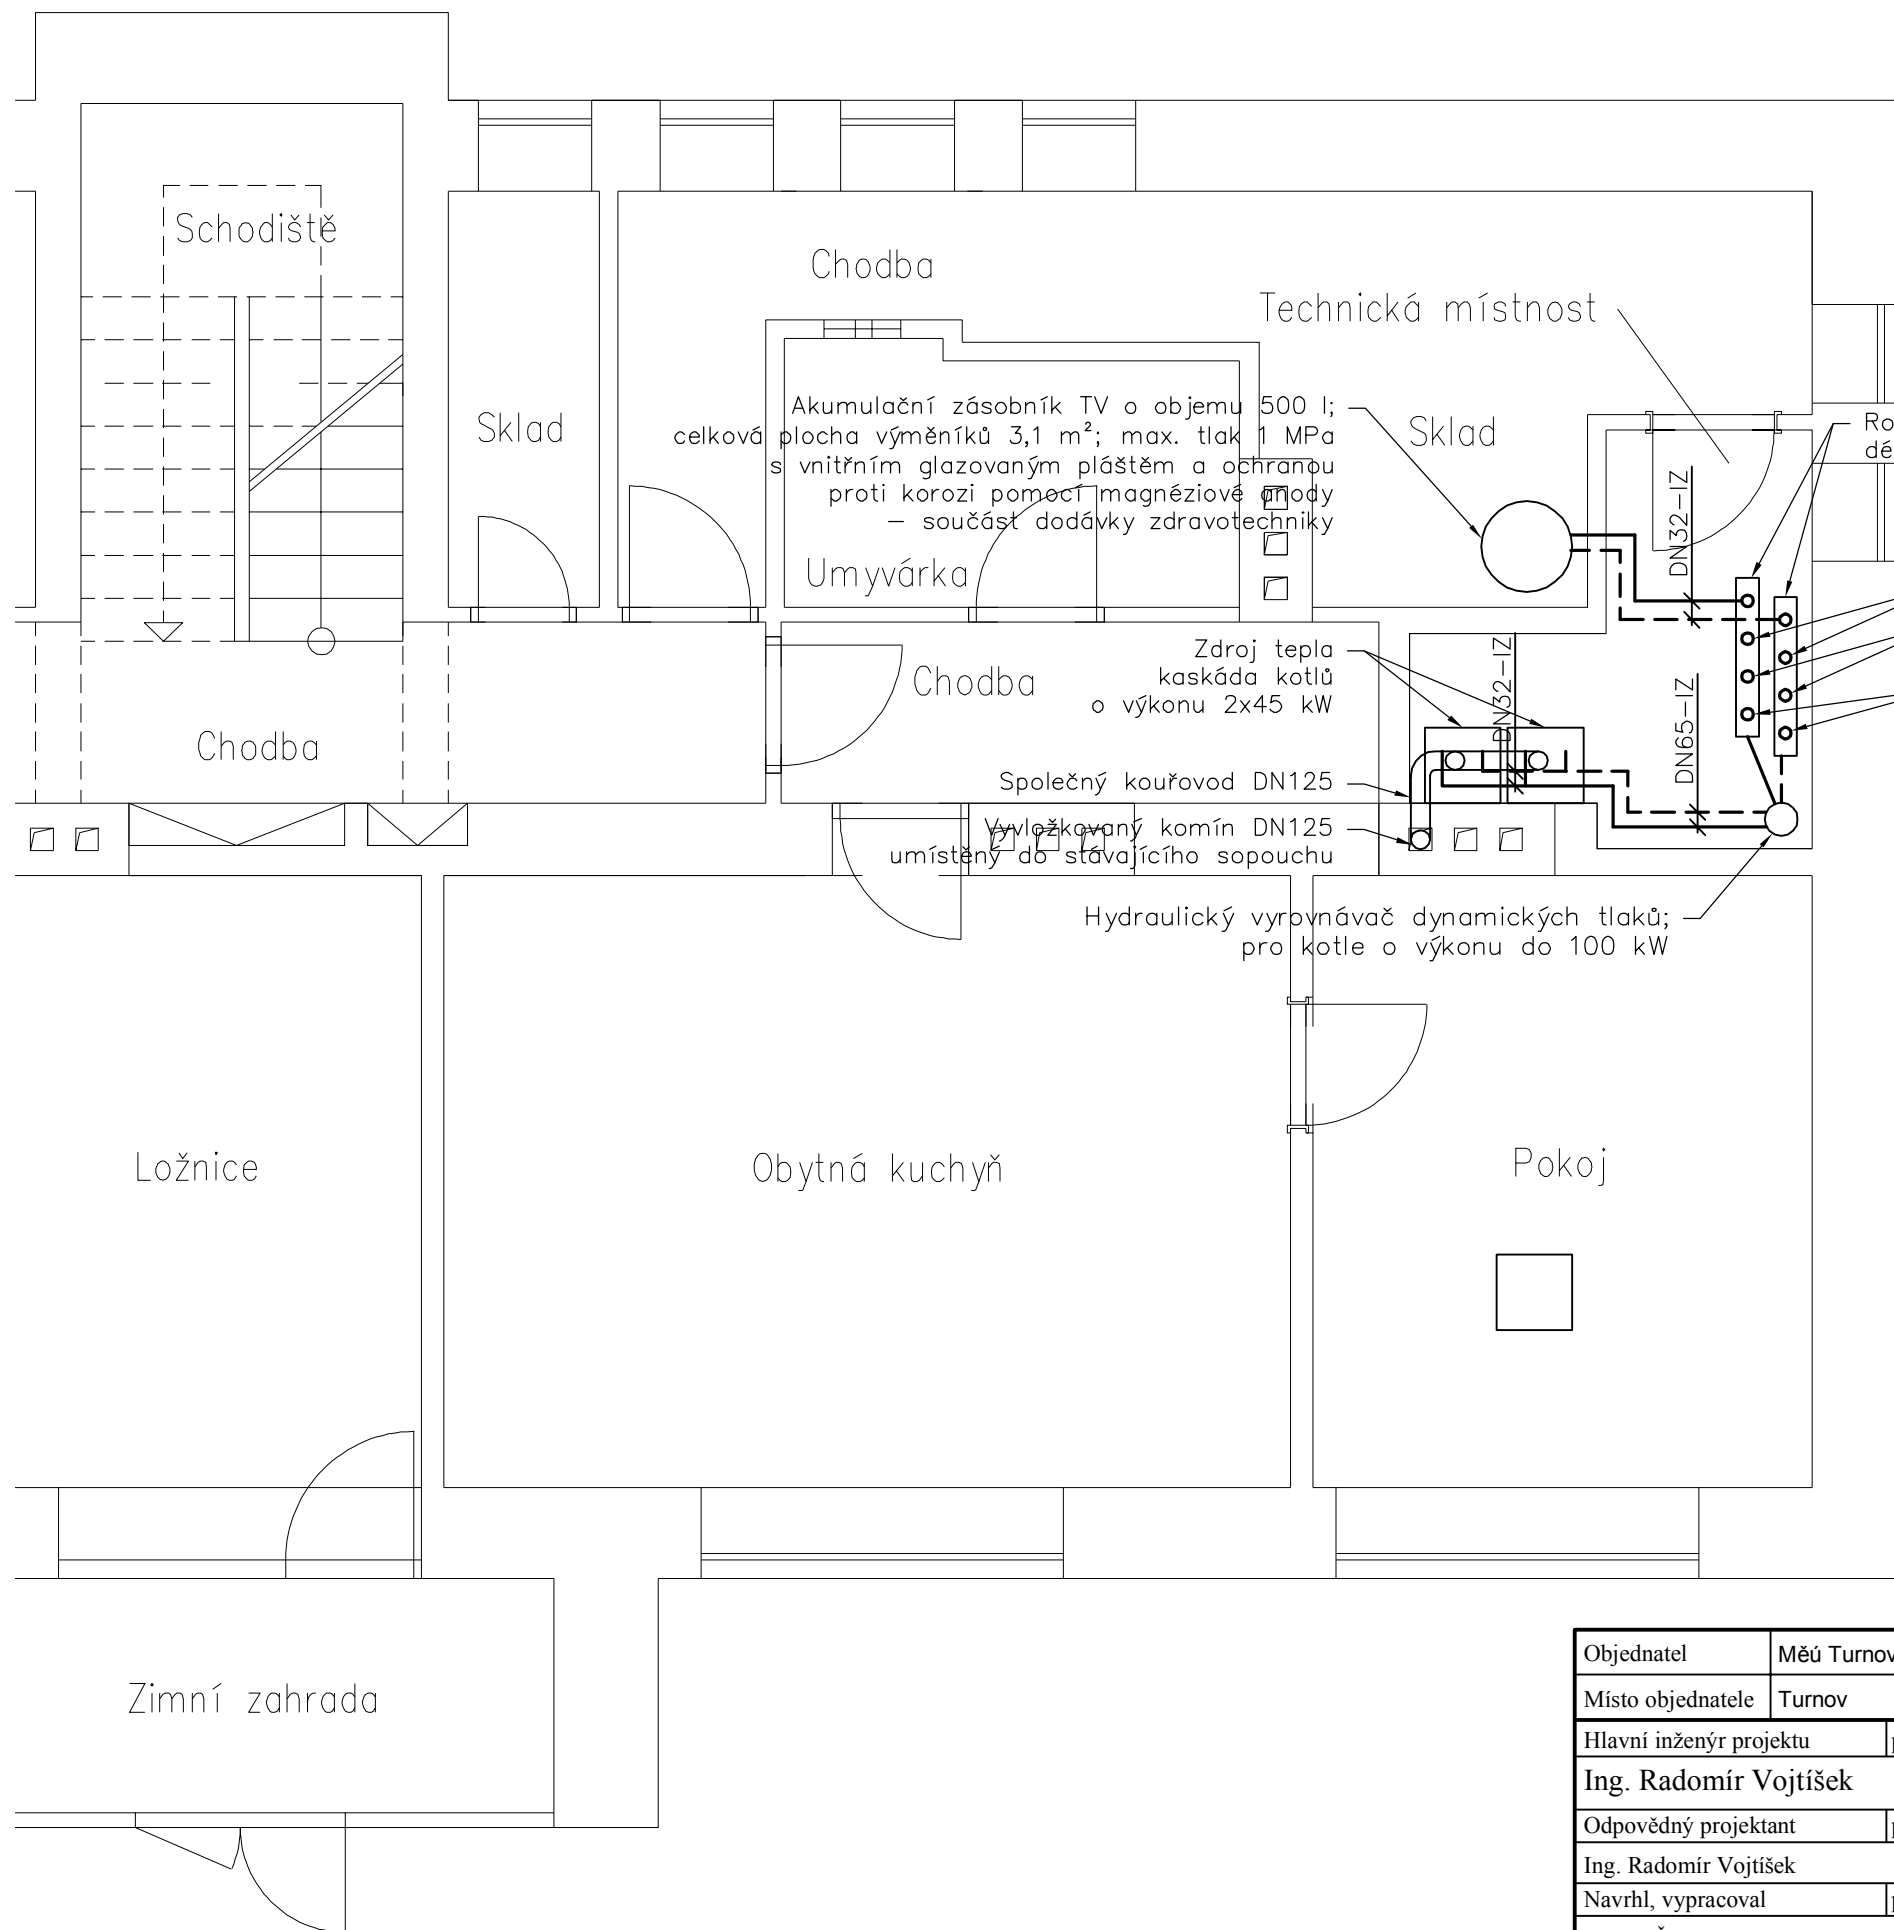 Schodiště
Chodba
Technická místnost
Sklad
Akumulační zásobník TV o objemu 500 l;
celková plocha výměníků 3,1 m²; max. tlak 1 MPa
s vnitřním glazovaným pláštěm a ochranou
proti korozi pomocí magnéziové anody
– součást dodávky zdravotechniky
Sklad
DN32-IZ
Umyvárka
Zdroj tepla
kaskáda kotlů
o výkonu 2x45 kW
Chodba
DN32-IZ
DN65-IZ
Chodba
Společný kouřovod DN125
Vyvložkovaný komín DN125
umístěný do stávajícího sopouchu
Hydraulický vyrovnávač dynamických tlaků;
pro kotle o výkonu do 100 kW
Ložnice
Obytná kuchyň
Pokoj
Zimní zahrada
Objednatel Měú Turnov
Místo objednatele Turnov
Hlavní inženýr projektu
Ing. Radomír Vojtíšek
Odpovědný projektant
Ing. Radomír Vojtíšek
Navrhl, vypracoval